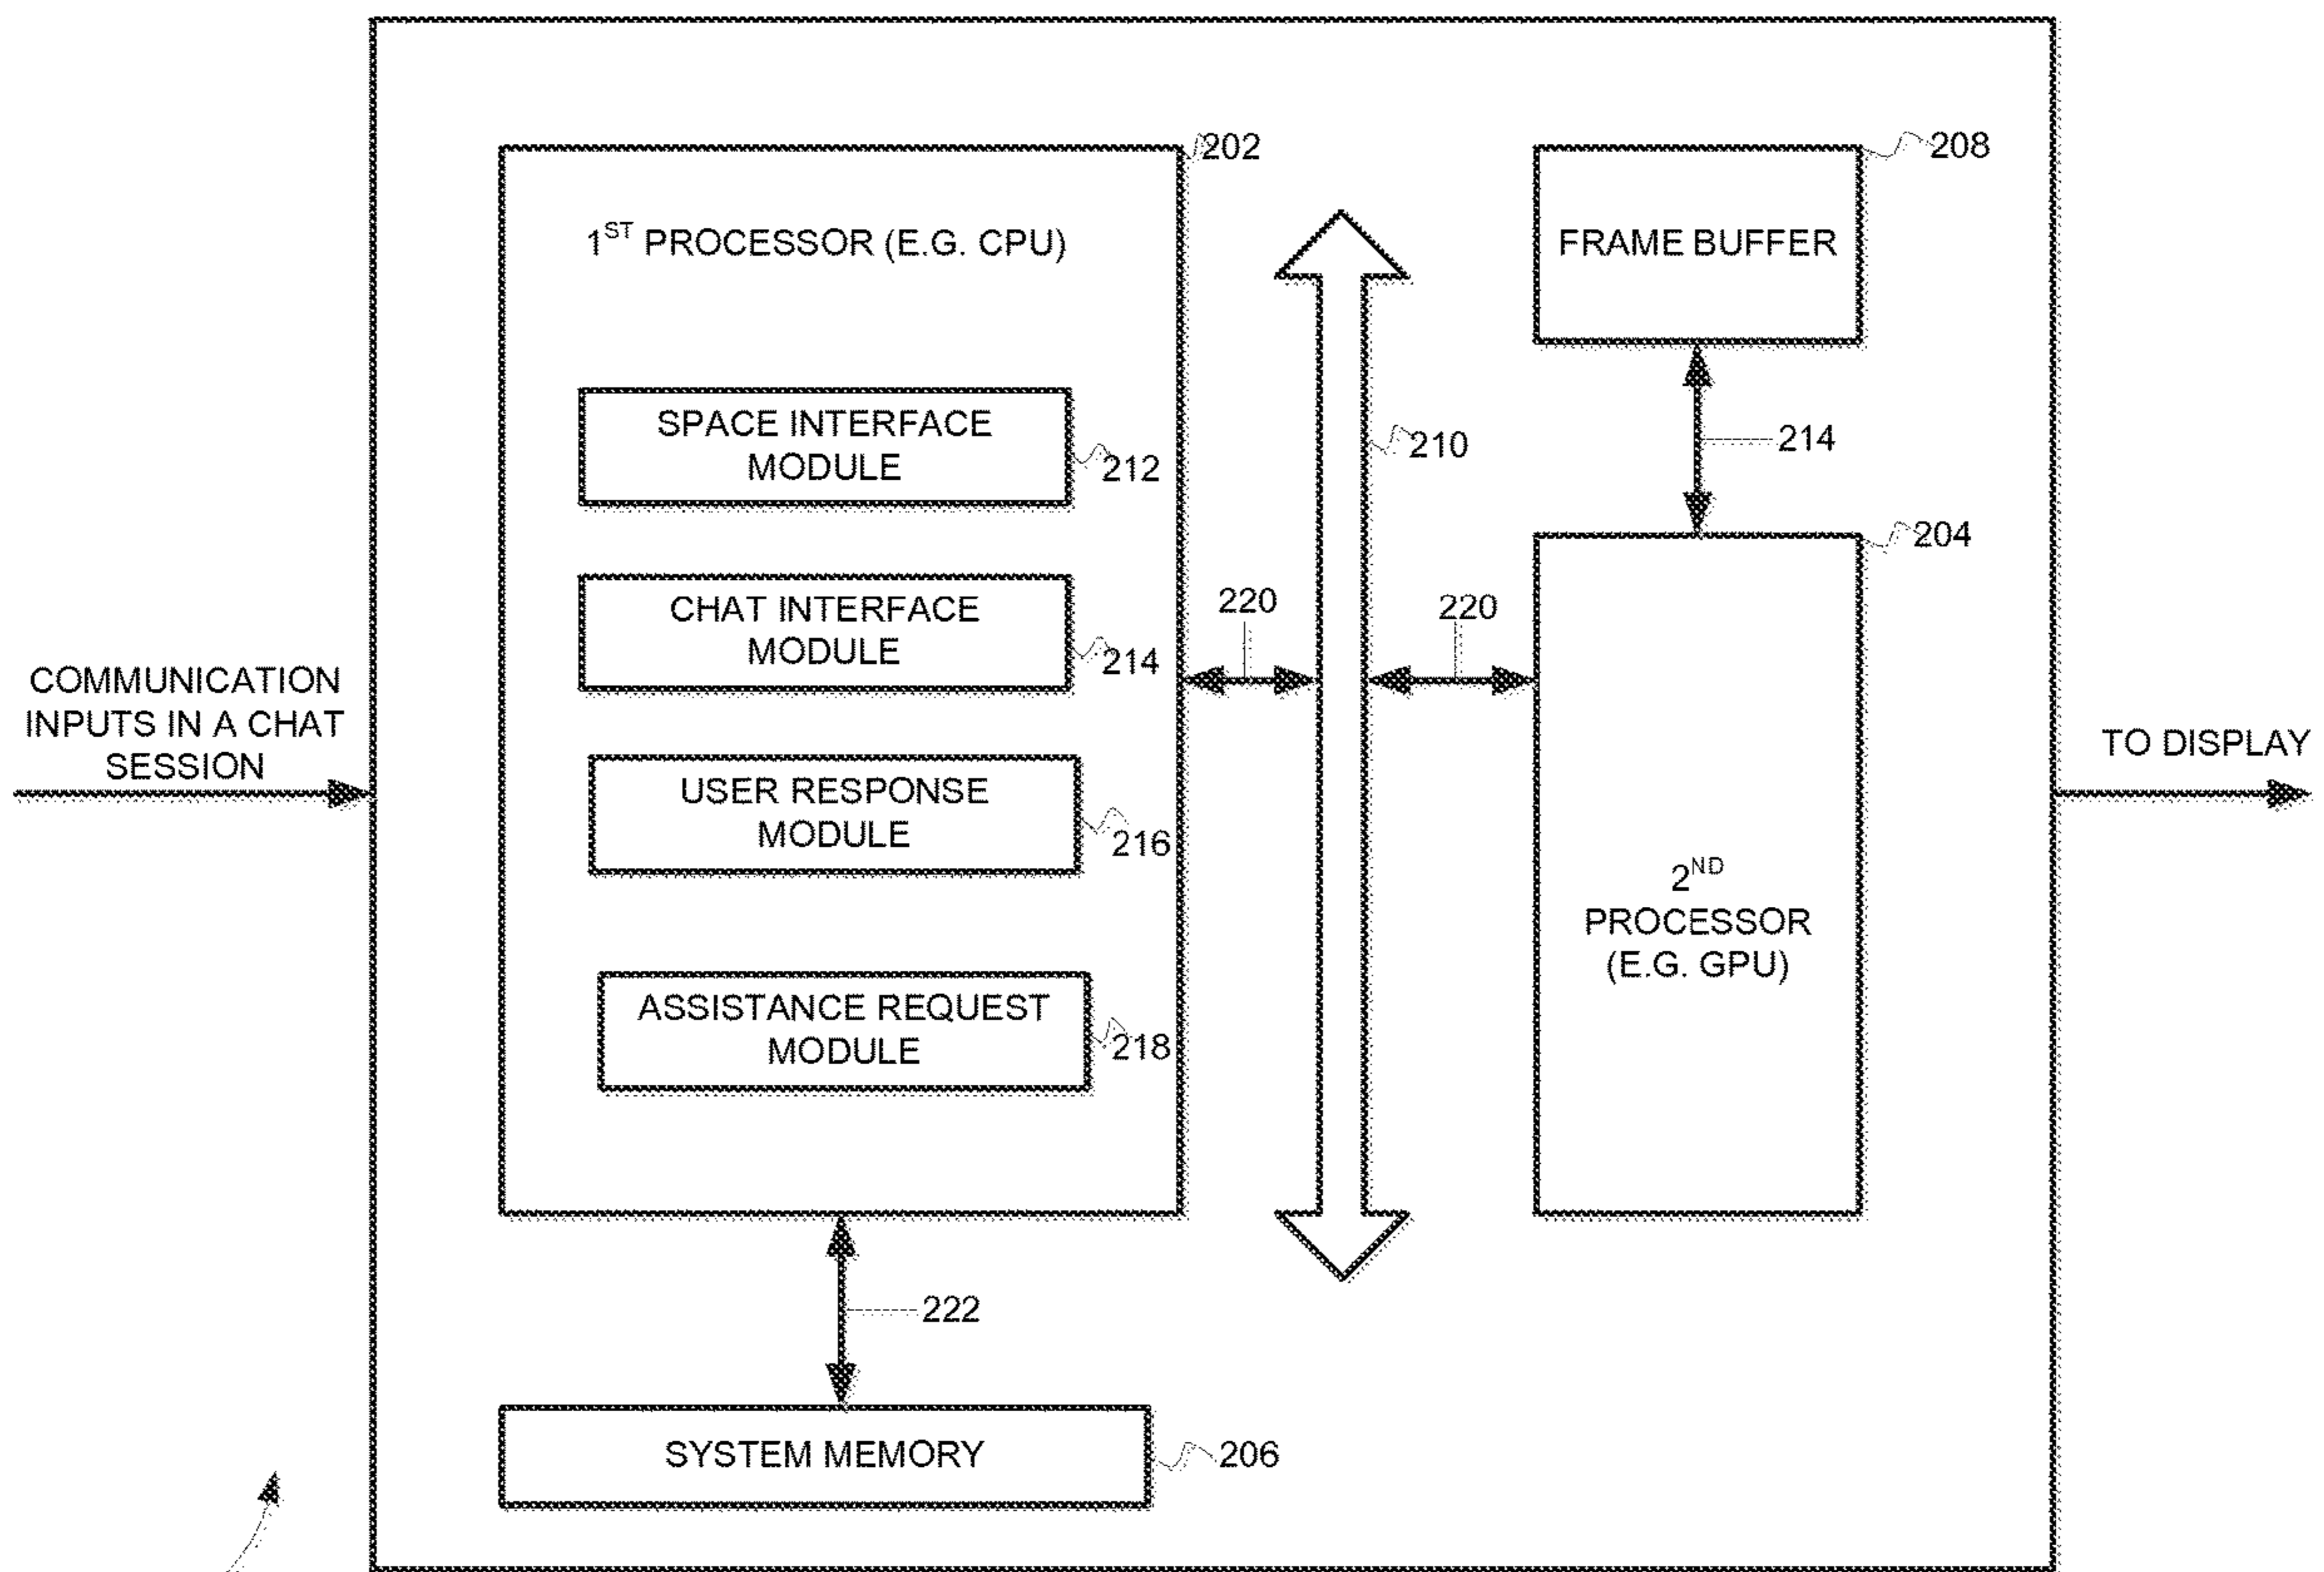 202
208
1ST PROCESSOR (E.G. CPU)
FRAME BUFFER
SPACE INTERFACE
MODULE
212
210
214
204
CHAT INTERFACE
MODULE
214
220
220
COMMUNICATION
INPUTS IN A CHAT
SESSION
TO DISPLAY
USER RESPONSE
MODULE
216
2ND
PROCESSOR
(E.G. GPU)
ASSISTANCE REQUEST
MODULE
218
222
SYSTEM MEMORY
206